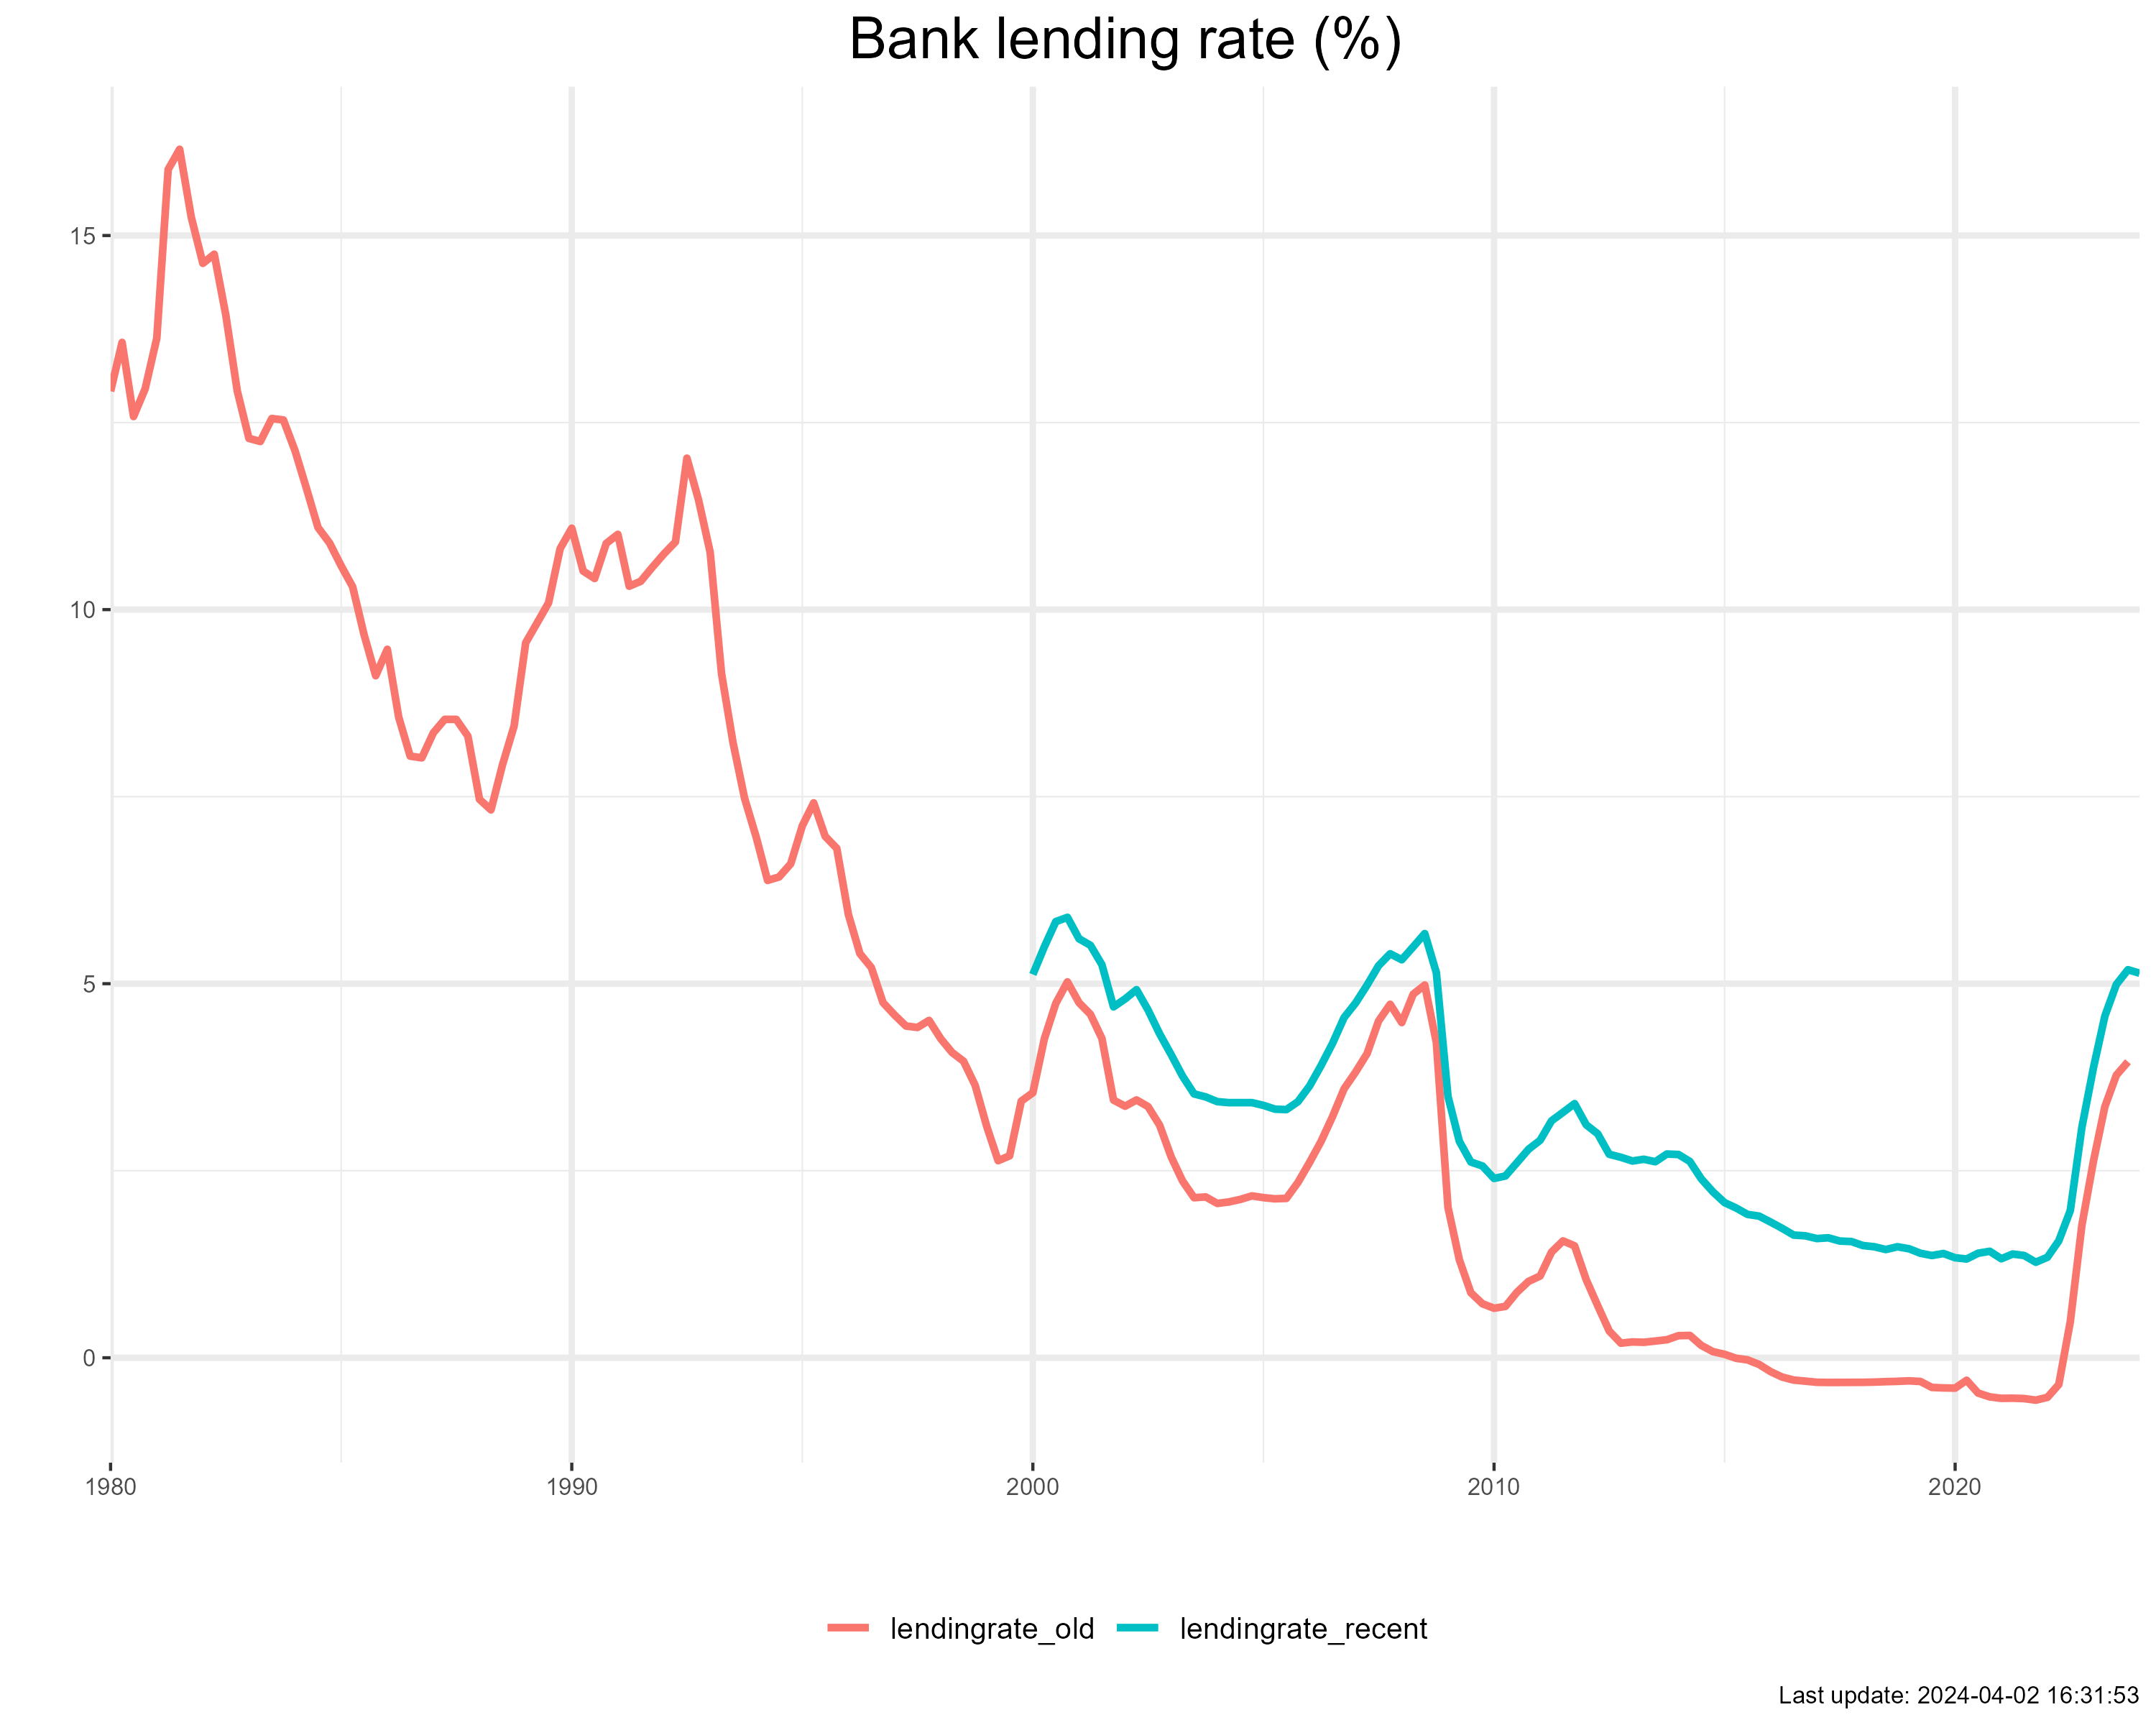 Bank lending rate (%)
15
10
5
0
1980 1990 2000 2010 2020
lendingrate_old lendingrate_recent
Last update: 2024-04-02 16:31:53